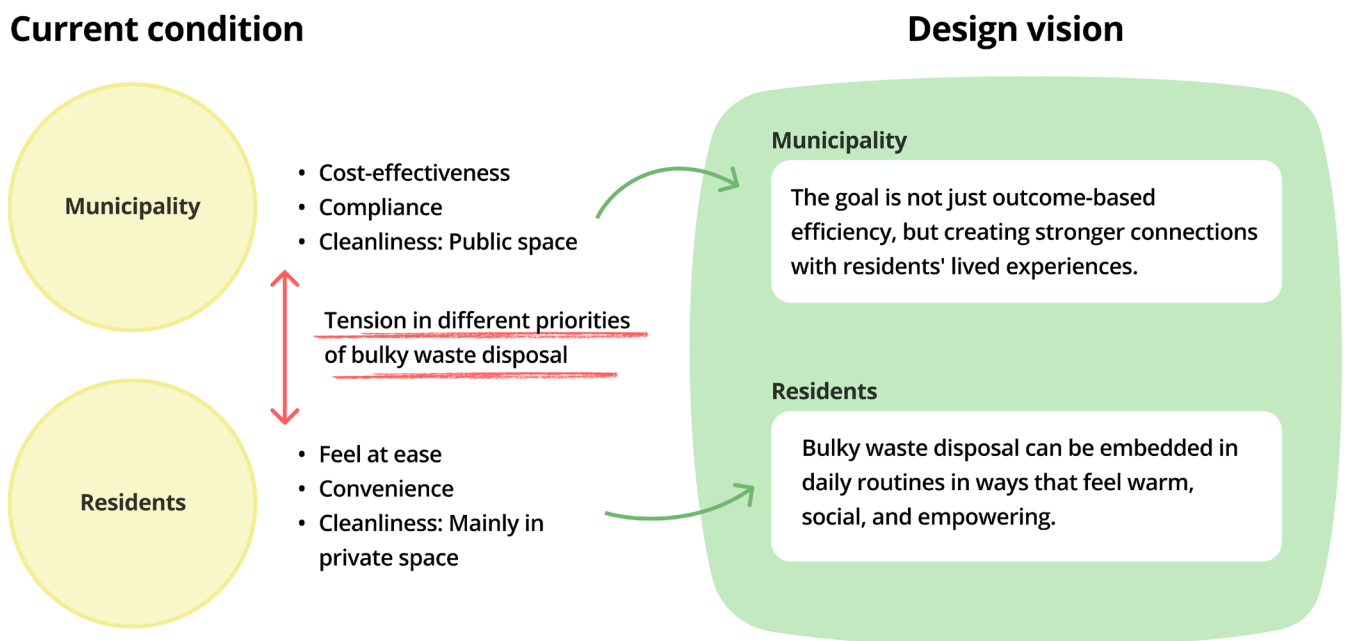 Current condition
Design vision
Municipality
• Cost-effectiveness
• Compliance
• Cleanliness: Public space
Tension in different priorities
of bulky waste disposal
Residents
• Feel at ease
• Convenience
• Cleanliness: Mainly in
private space
Municipality
The goal is not just outcome-based
efficiency, but creating stronger connections
with residents' lived experiences.
Residents
Bulky waste disposal can be embedded in
daily routines in ways that feel warm,
social, and empowering.